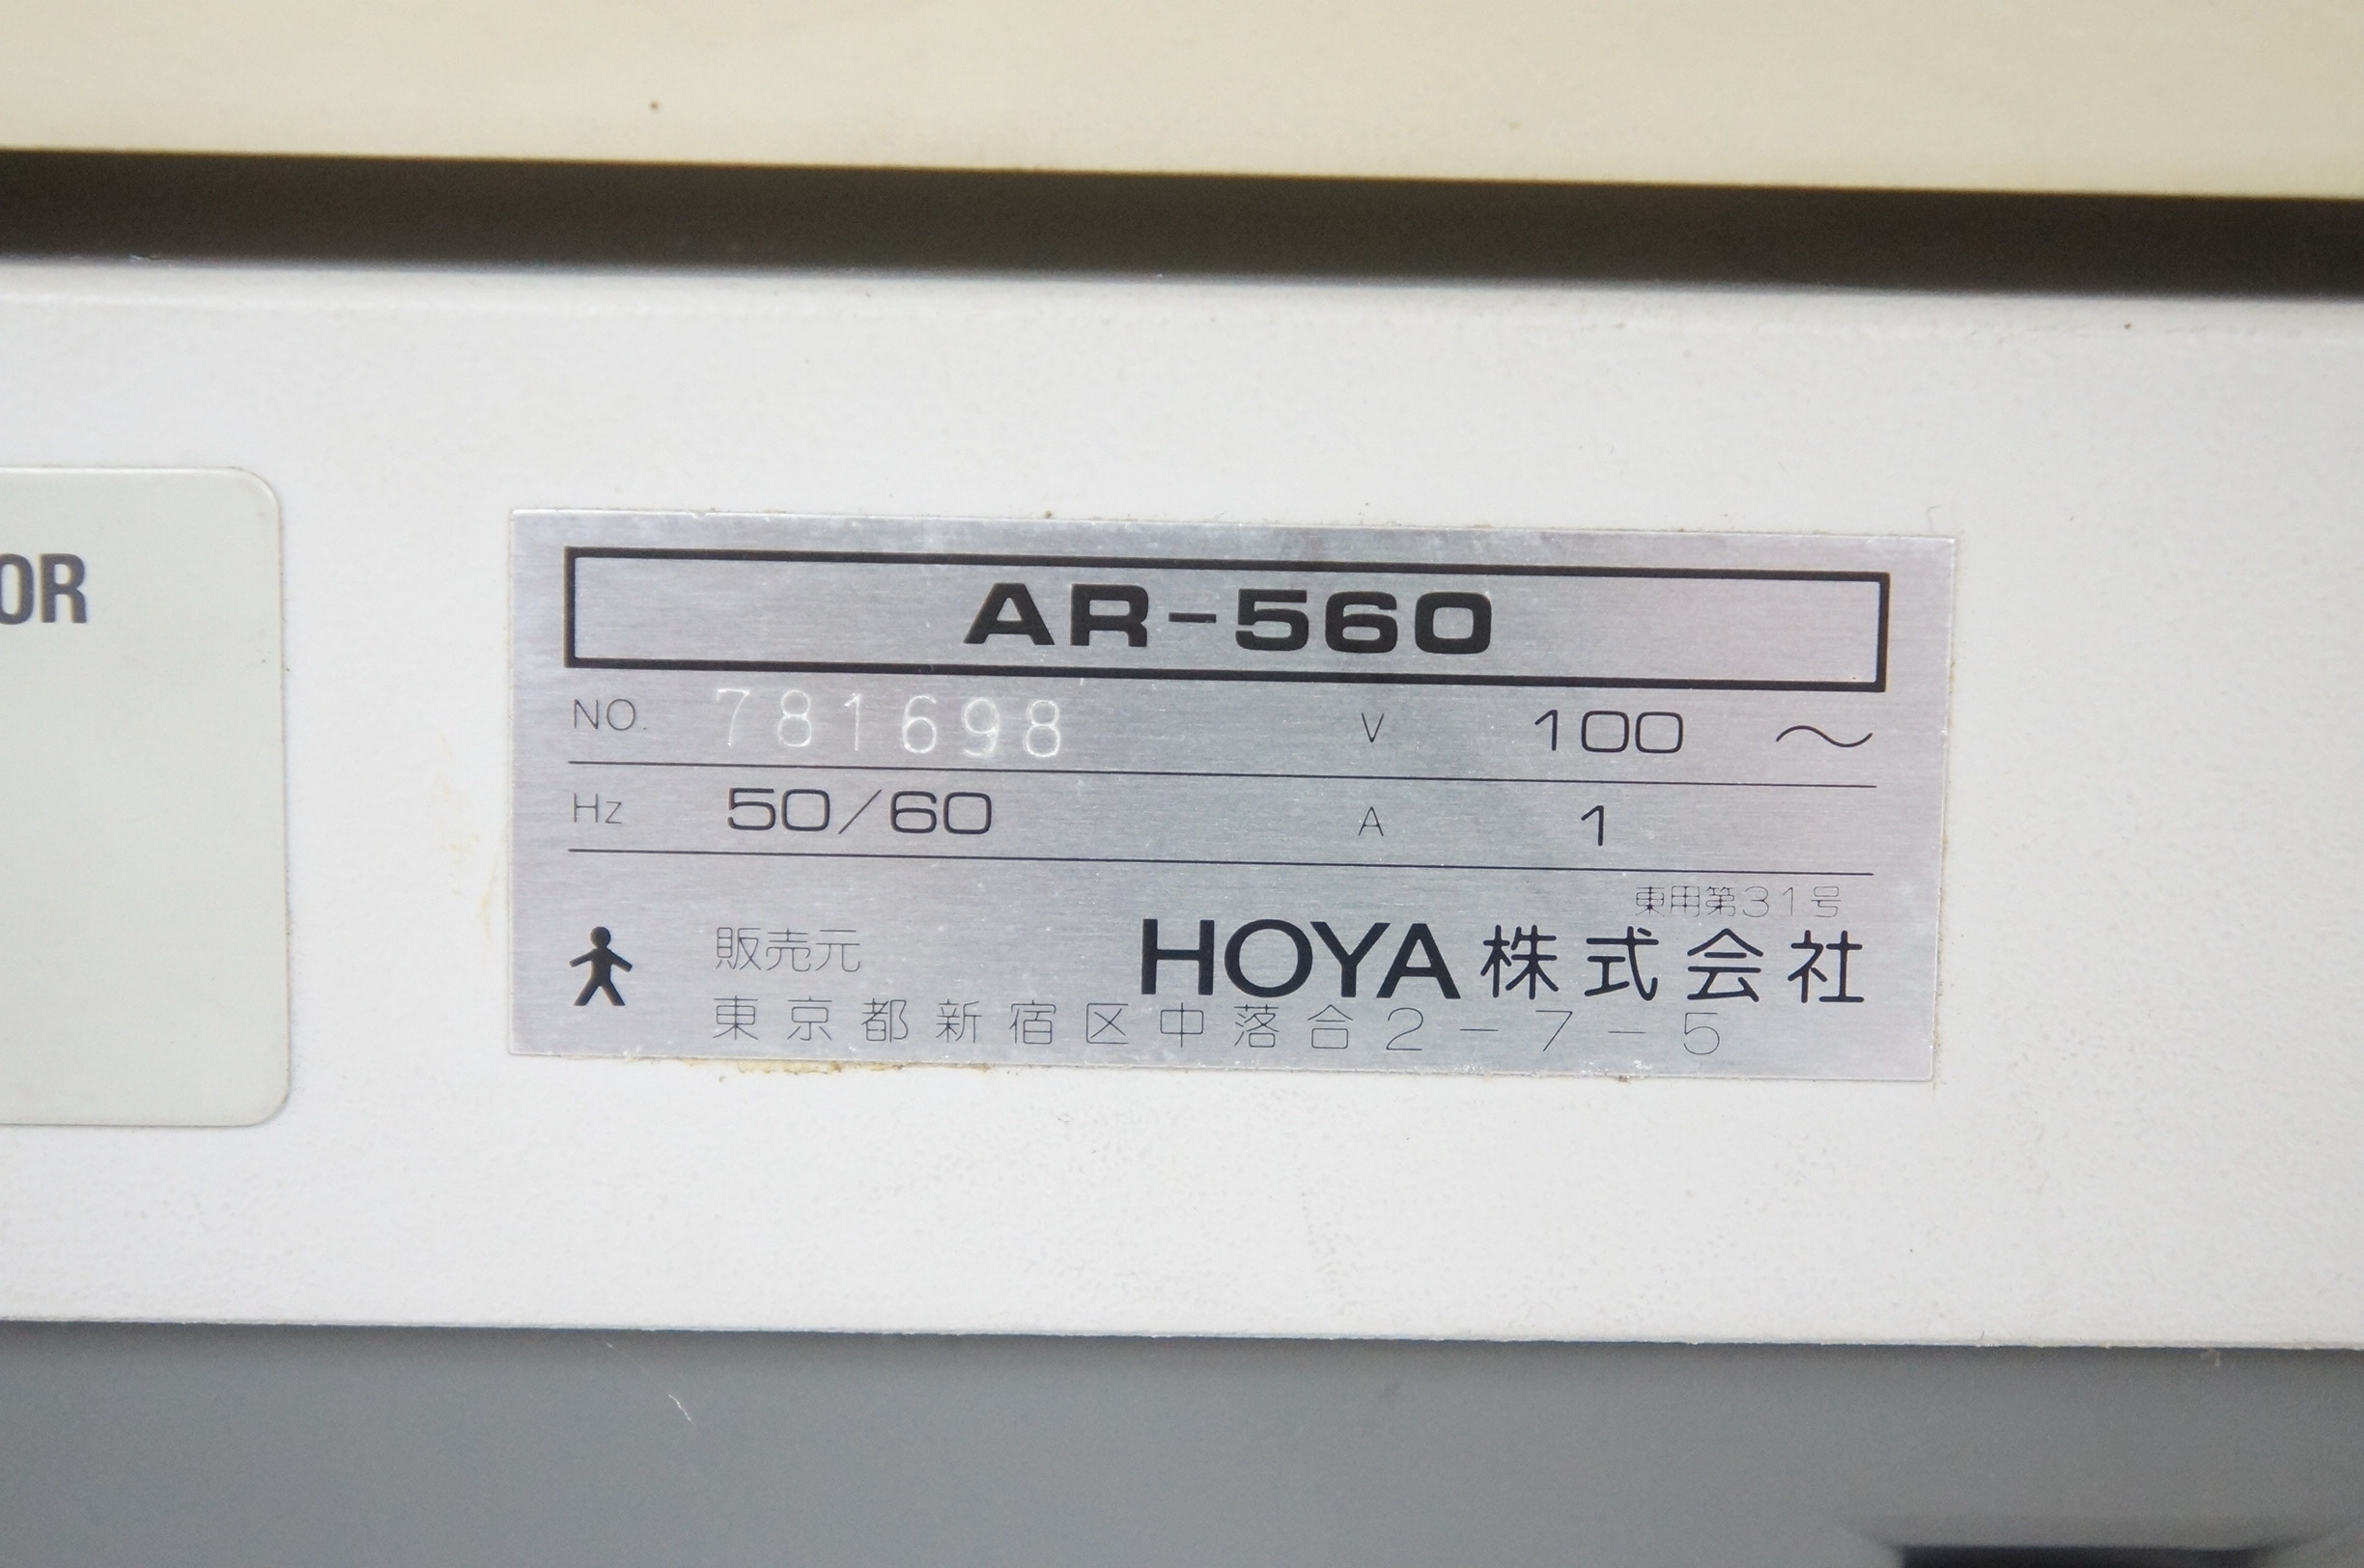 OR
AR-560
NO. 781698 V 100 〜
Hz 50/60 A 1
東用第31号
販売元 HOYA株式会社
東京都新宿区中落合2-7-5